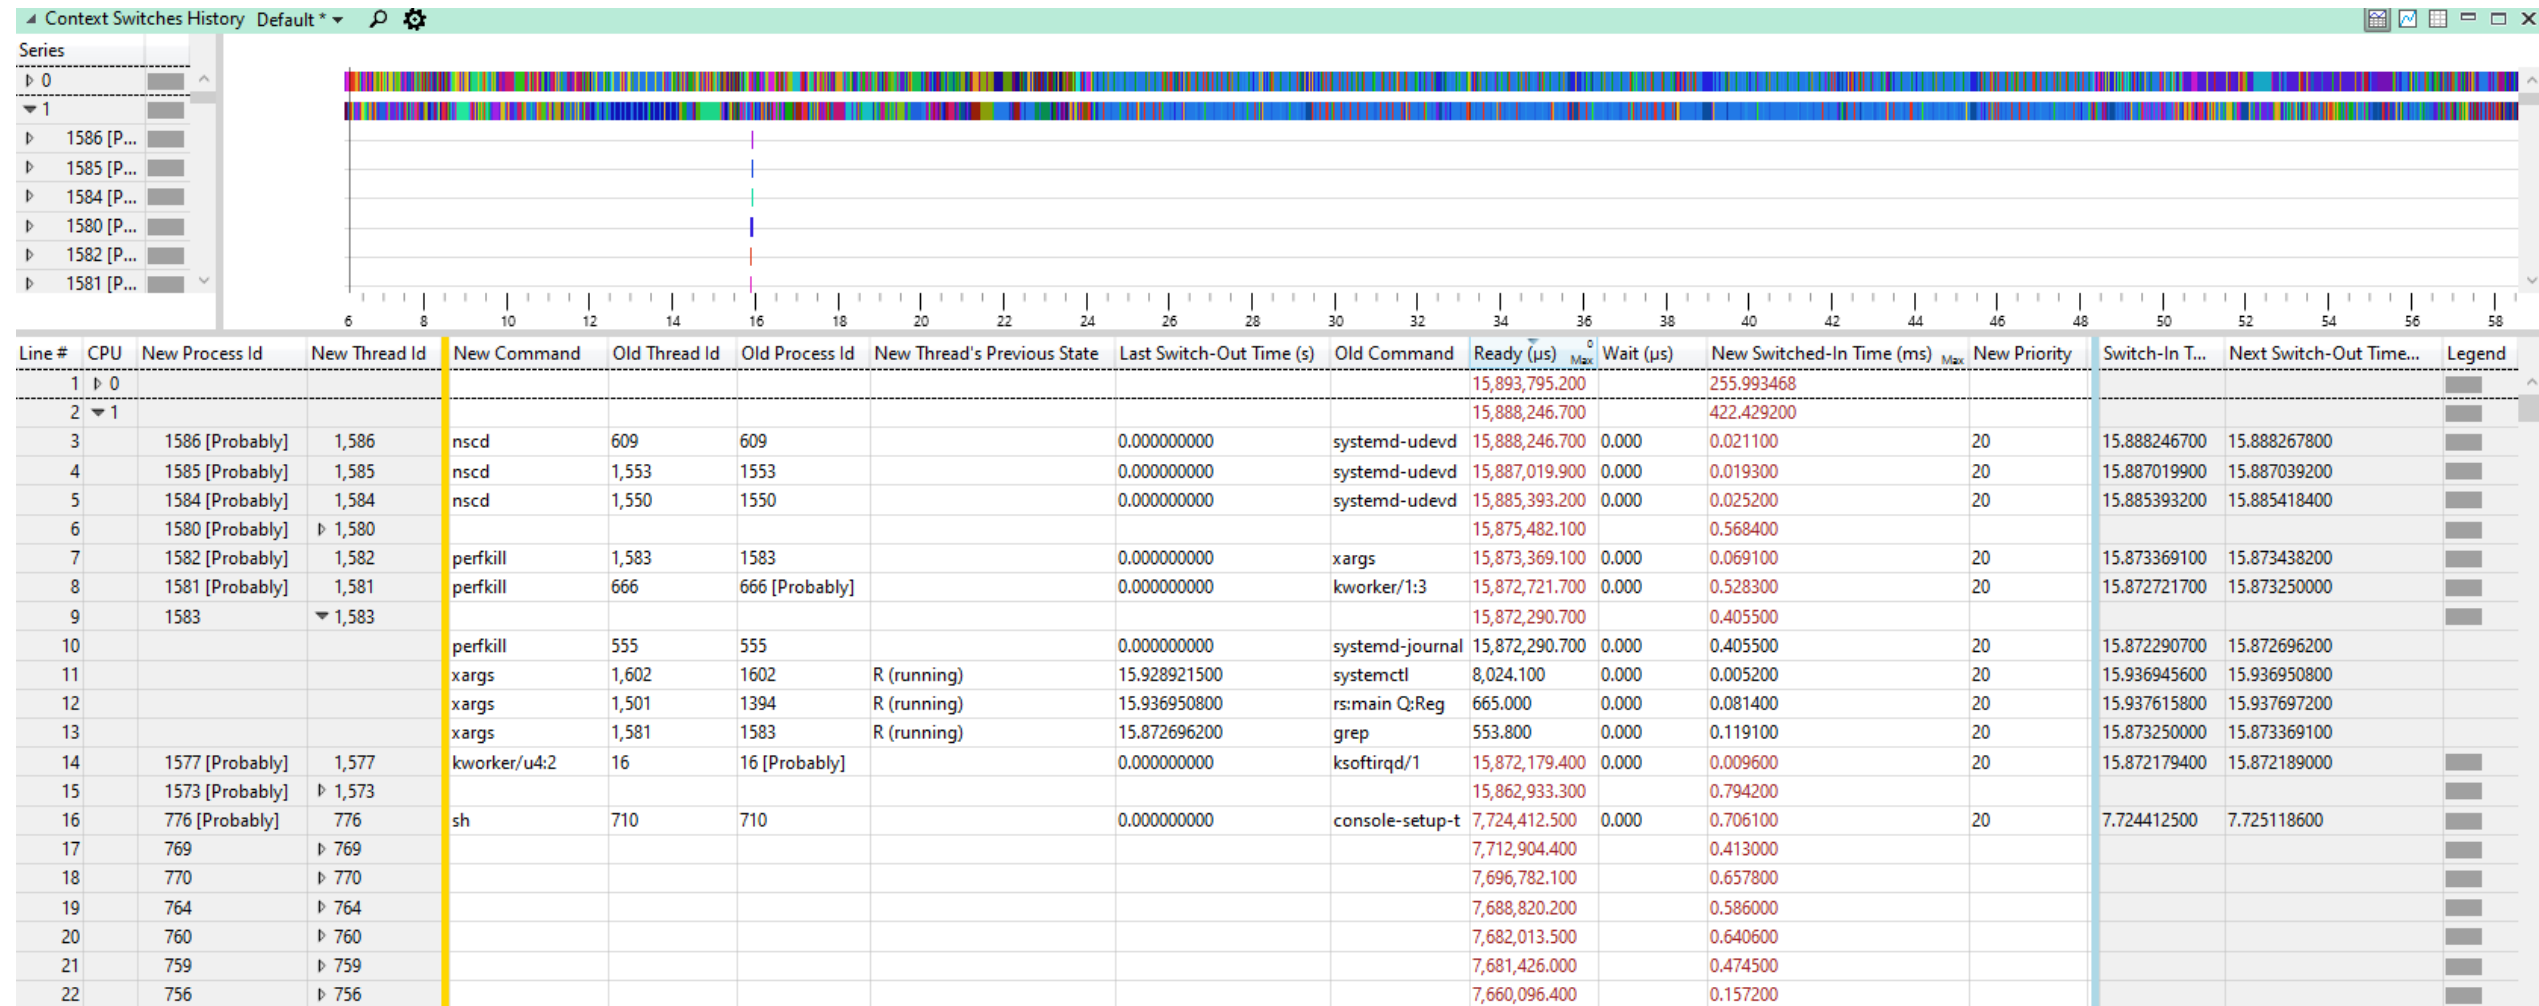 Context Switches History Default *
Series
0
1
1586 [P...
1585 [P...
1584 [P...
1580 [P...
1582 [P...
1581 [P...
6 8 10 12 14 16 18 20 22 24 26 28 30 32 34 36 38 40 42 44 46 48 50 52 54 56 58
Line # CPU New Process Id New Thread Id New Command Old Thread Id Old Process Id New Thread's Previous State Last Switch-Out Time (s) Old Command Ready (µs) 0 Max Wait (µs) New Switched-In Time (ms) Max New Priority Switch-In T... Next Switch-Out Time... Legend
1 0 15,893,795.200 255.993468
2 1 15,888,246.700 422.429200
3 1586 [Probably] 1,586 nscd 609 609 0.000000000 systemd-udevd 15,888,246.700 0.000 0.021100 20 15.888246700 15.888267800
4 1585 [Probably] 1,585 nscd 1,553 1553 0.000000000 systemd-udevd 15,887,019.900 0.000 0.019300 20 15.887019900 15.887039200
5 1584 [Probably] 1,584 nscd 1,550 1550 0.000000000 systemd-udevd 15,885,393.200 0.000 0.025200 20 15.885393200 15.885418400
6 1580 [Probably] 1,580 15,875,482.100 0.568400
7 1582 [Probably] 1,582 perfkill 1,583 1583 0.000000000 xargs 15,873,369.100 0.000 0.069100 20 15.873369100 15.873438200
8 1581 [Probably] 1,581 perfkill 666 666 [Probably] 0.000000000 kworker/1:3 15,872,721.700 0.000 0.528300 20 15.872721700 15.873250000
9 1583 1,583 15,872,290.700 0.405500
10 perfkill 555 555 0.000000000 systemd-journal 15,872,290.700 0.000 0.405500 20 15.872290700 15.872696200
11 xargs 1,602 1602 R (running) 15.928921500 systemctl 8,024.100 0.000 0.005200 20 15.936945600 15.936950800
12 xargs 1,501 1394 R (running) 15.936950800 rs:main Q:Reg 665.000 0.000 0.081400 20 15.937615800 15.937697200
13 xargs 1,581 1583 R (running) 15.872696200 grep 553.800 0.000 0.119100 20 15.873250000 15.873369100
14 1577 [Probably] 1,577 kworker/u4:2 16 16 [Probably] 0.000000000 ksoftirqd/1 15,872,179.400 0.000 0.009600 20 15.872179400 15.872189000
15 1573 [Probably] 1,573 15,862,933.300 0.794200
16 776 [Probably] 776 sh 710 710 0.000000000 console-setup-t 7,724,412.500 0.000 0.706100 20 7.724412500 7.725118600
17 769 769 7,712,904.400 0.413000
18 770 770 7,696,782.100 0.657800
19 764 764 7,688,820.200 0.586000
20 760 760 7,682,013.500 0.640600
21 759 759 7,681,426.000 0.474500
22 756 756 7,660,096.400 0.157200